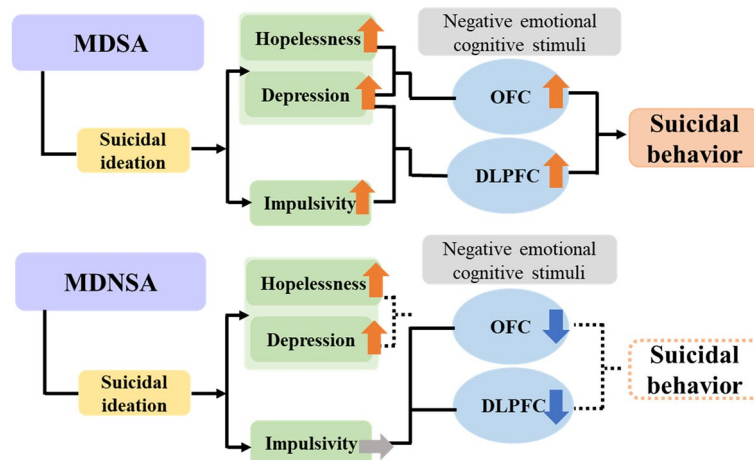 MDSA
Hopelessness
Negative emotional
cognitive stimuli
Depression
OFC
Suicidal
ideation
Suicidal
behavior
DLPFC
Impulsivity
MDNSA
Negative emotional
cognitive stimuli
Hopelessness
OFC
Depression
Suicidal
behavior
Suicidal
ideation
DLPFC
Impulsivity